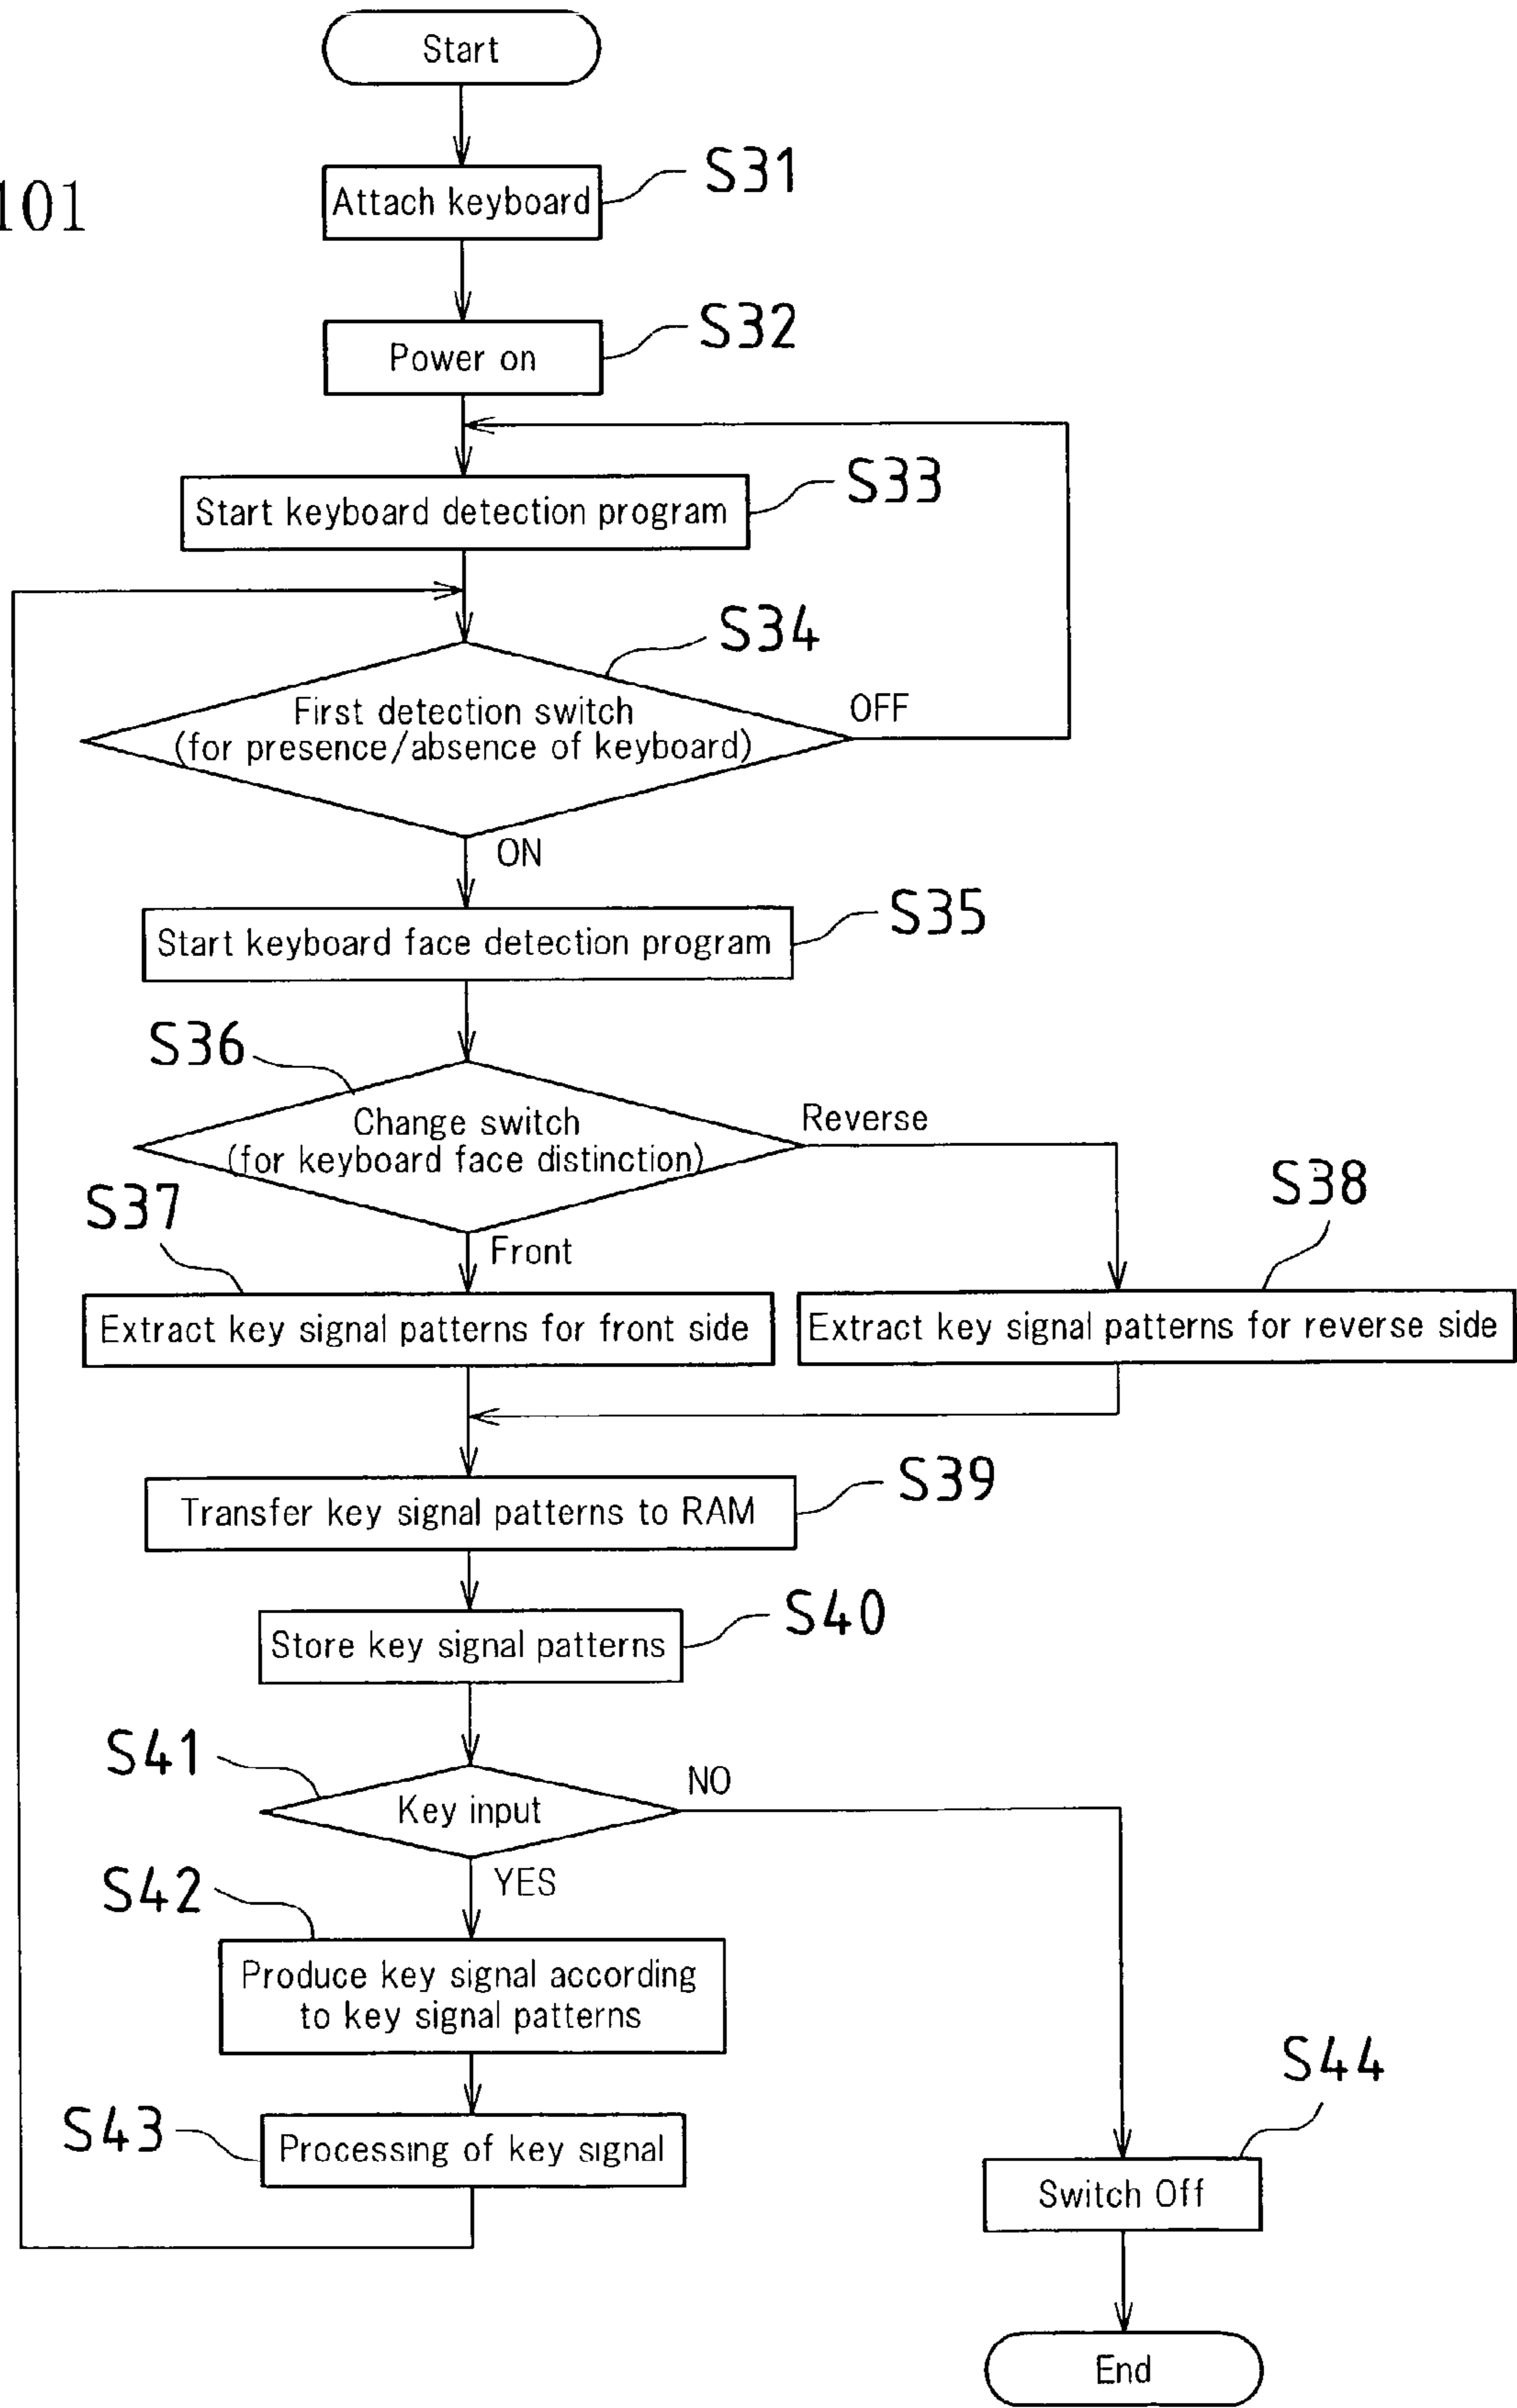 Start
101
Attach keyboard
S31
Power on
S32
Start keyboard detection program
S33
S34
First detection switch
(for presence/absence of keyboard)
OFF
ON
Start keyboard face detection program
S35
S36
Change switch
(for keyboard face distinction)
Reverse
Front
S37
S38
Extract key signal patterns for front side
Extract key signal patterns for reverse side
Transfer key signal patterns to RAM
S39
Store key signal patterns
S40
S41
Key input
NO
YES
S42
Produce key signal according
to key signal patterns
S43
Processing of key signal
S44
Switch Off
End